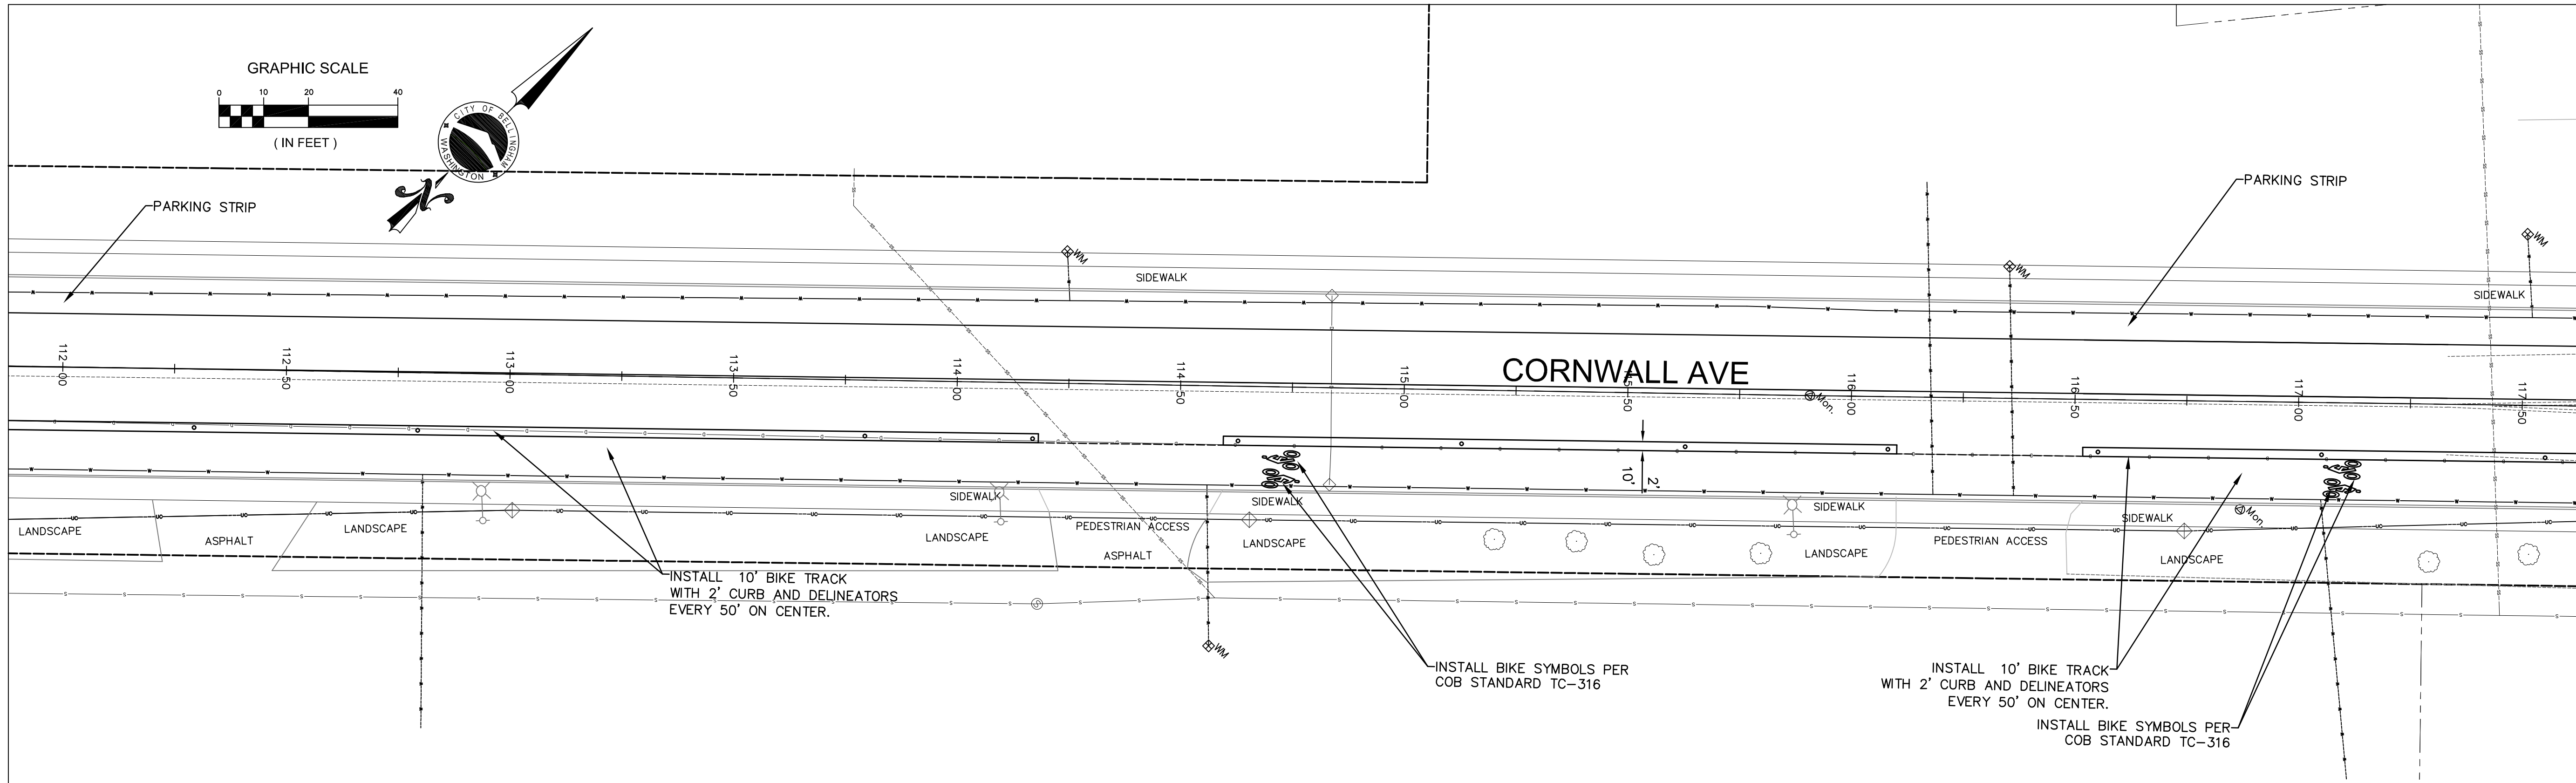 GRAPHIC SCALE
0 10 20 40
( IN FEET )
CITY OF BELLINGHAM
WASHINGTON
N
PARKING STRIP
PARKING STRIP
WM
WM
WM
SIDEWALK
SIDEWALK
CORNWALL AVE
112+00
112+50
113+00
113+50
114+00
114+50
115+00
115+50
116+00
116+50
117+00
117+50
Mon.
10'
2'
SIDEWALK
SIDEWALK
SIDEWALK
SIDEWALK
Mon.
LANDSCAPE
ASPHALT
LANDSCAPE
LANDSCAPE
PEDESTRIAN ACCESS
ASPHALT
LANDSCAPE
LANDSCAPE
PEDESTRIAN ACCESS
LANDSCAPE
INSTALL 10' BIKE TRACK
WITH 2' CURB AND DELINEATORS
EVERY 50' ON CENTER.
WM
INSTALL BIKE SYMBOLS PER
COB STANDARD TC-316
INSTALL 10' BIKE TRACK
WITH 2' CURB AND DELINEATORS
EVERY 50' ON CENTER.
INSTALL BIKE SYMBOLS PER
COB STANDARD TC-316